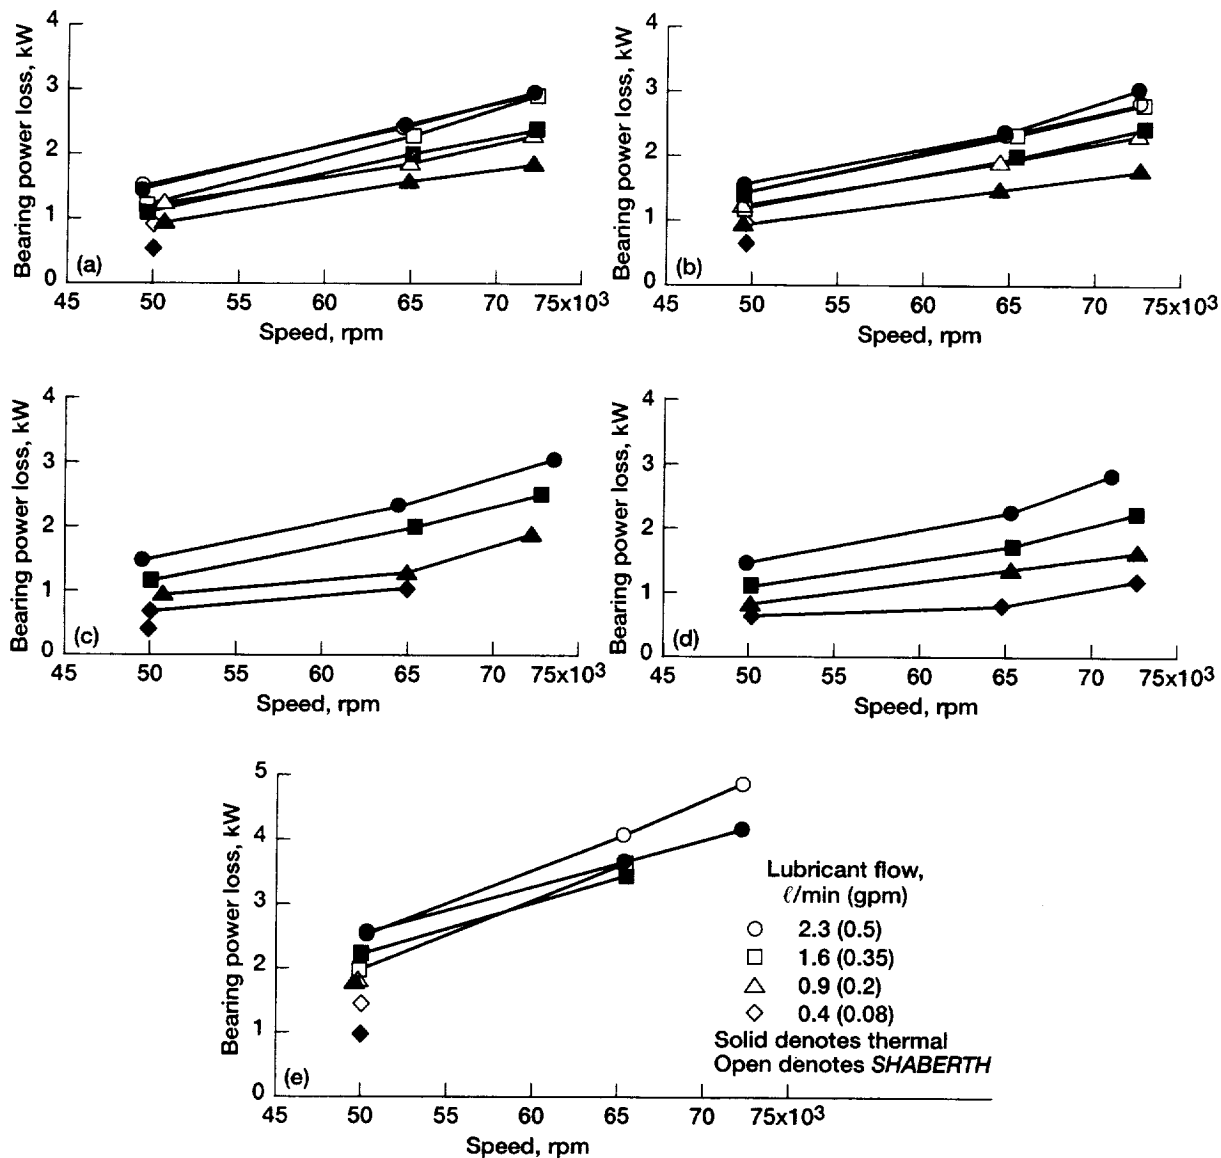 4
3
2
1
0
Bearing power loss, kW
(a)
45 50 55 60 65 70 75x10³
Speed, rpm
4
3
2
1
0
Bearing power loss, kW
(b)
45 50 55 60 65 70 75x10³
Speed, rpm
4
3
2
1
0
Bearing power loss, kW
(c)
45 50 55 60 65 70 75x10³
Speed, rpm
4
3
2
1
0
Bearing power loss, kW
(d)
45 50 55 60 65 70 75x10³
Speed, rpm
5
4
3
2
1
0
Bearing power loss, kW
(e)
45 50 55 60 65 70 75x10³
Speed, rpm
Lubricant flow,
ℓ/min (gpm)
2.3 (0.5)
1.6 (0.35)
0.9 (0.2)
0.4 (0.08)
Solid denotes thermal
Open denotes SHABERTH